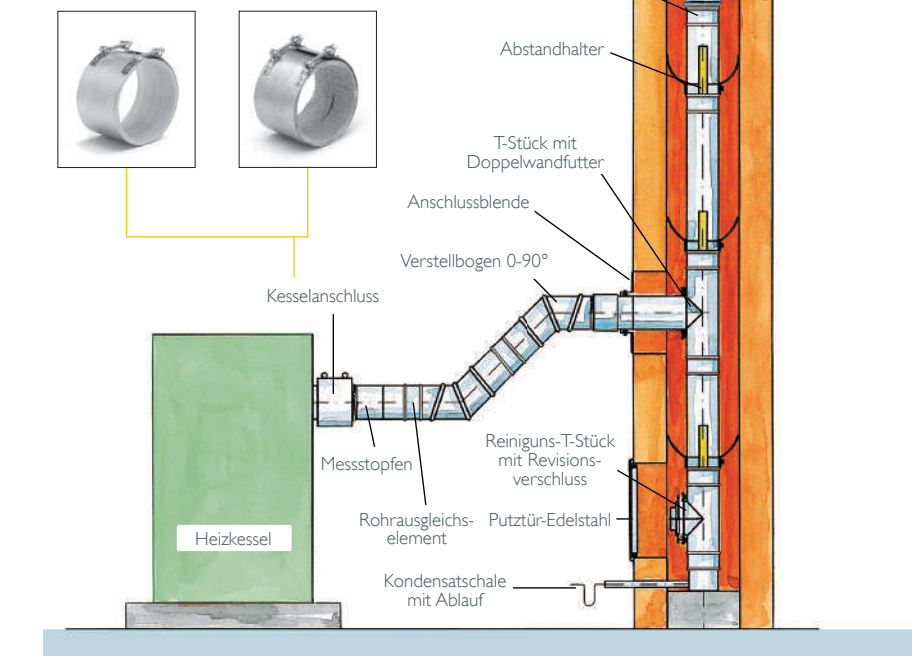 Abstandhalter
T-Stück mit
Doppelwandfutter
Anschlussblende
Verstellbogen 0-90°
Kesselanschluss
Messstopfen
Reiniguns-T-Stück
mit Revisions-
verschluss
Rohrausgleichs-
element
Putztür-Edelstahl
Heizkessel
Kondensatschale
mit Ablauf